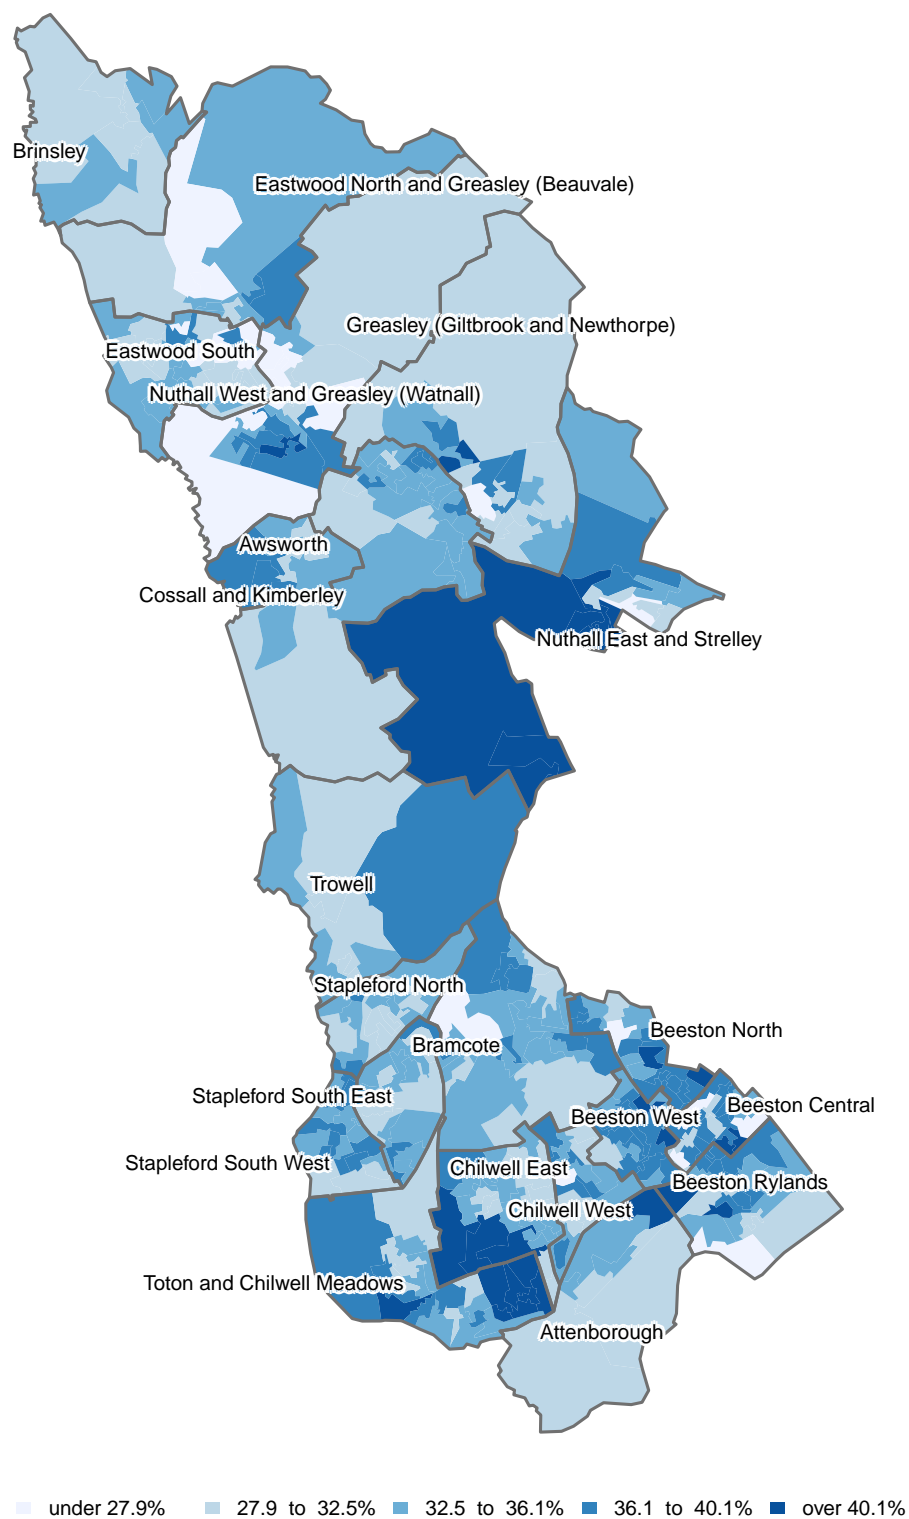 Brinsley
Eastwood North and Greasley (Beauvale)
Greasley (Giltbrook and Newthorpe)
Eastwood South
Nuthall West and Greasley (Watnall)
Awsworth
Cossall and Kimberley
Nuthall East and Strelley
Trowell
Stapleford North
Beeston North
Bramcote
Stapleford South East
Beeston Central
Beeston West
Stapleford South West
Chilwell East
Beeston Rylands
Chilwell West
Toton and Chilwell Meadows
Attenborough
under 27.9% 27.9 to 32.5% 32.5 to 36.1% 36.1 to 40.1% over 40.1%